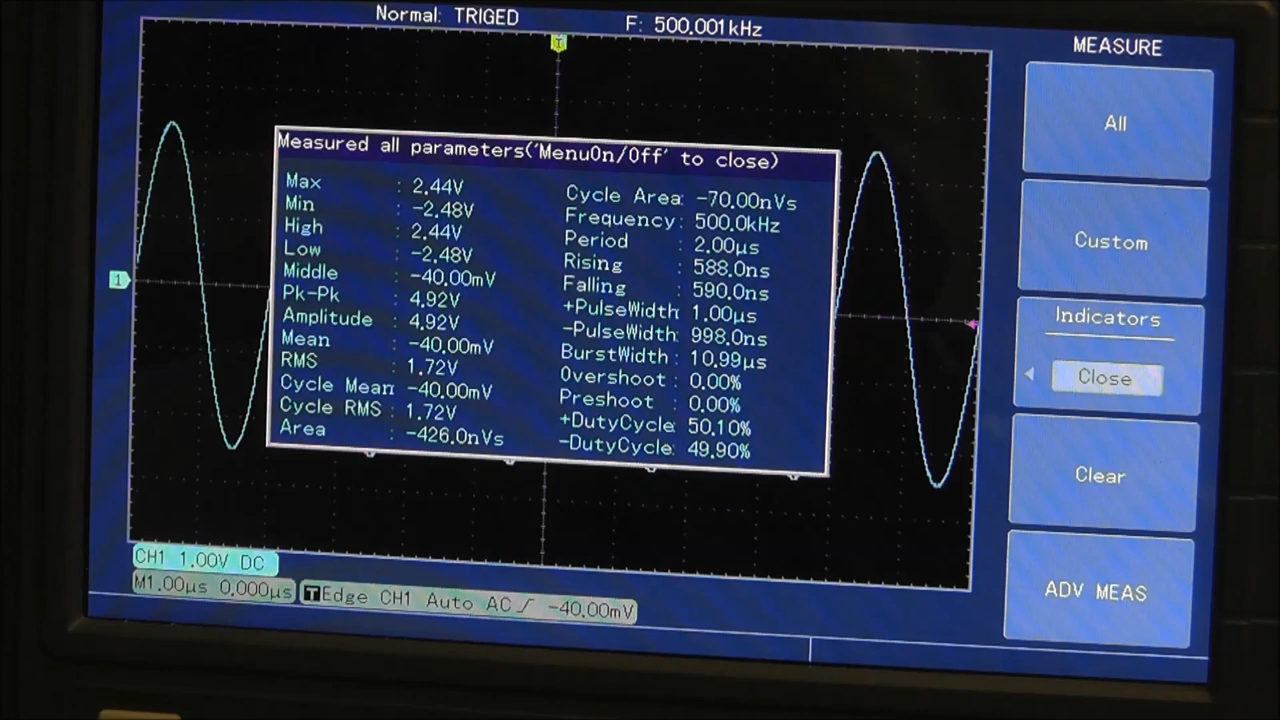 Normal: TRIGED F: 500.001kHz
T
MEASURE
All
Custom
Indicators
Close
Clear
ADV MEAS
1
Measured all parameters('MenuOn/Off' to close)
Max : 2.44V
Min : -2.48V
High : 2.44V
Low : -2.48V
Middle : -40.00mV
Pk-Pk : 4.92V
Amplitude : 4.92V
Mean : -40.00mV
RMS : 1.72V
Cycle Mean -40.00mV
Cycle RMS : 1.72V
Area : -426.0nVs
Cycle Area: -70.00nVs
Frequency: 500.0kHz
Period : 2.00µs
Rising : 588.0ns
Falling : 590.0ns
+PulseWidth 1.00µs
-PulseWidth: 998.0ns
BurstWidth : 10.99µs
Overshoot : 0.00%
Preshoot : 0.00%
+DutyCycle: 50.10%
-DutyCycle: 49.90%
CH1 1.00V DC
M1.00µs 0.000µs
T Edge CH1 Auto AC -40.00mV